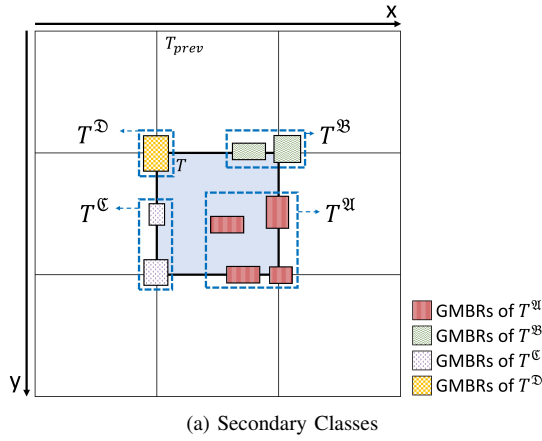 x
T_prev
T^𝔇
T^𝔅
T
T^ℭ
T^𝔄
GMBRs of T^𝔄
GMBRs of T^𝔅
GMBRs of T^ℭ
y
GMBRs of T^𝔇
(a) Secondary Classes